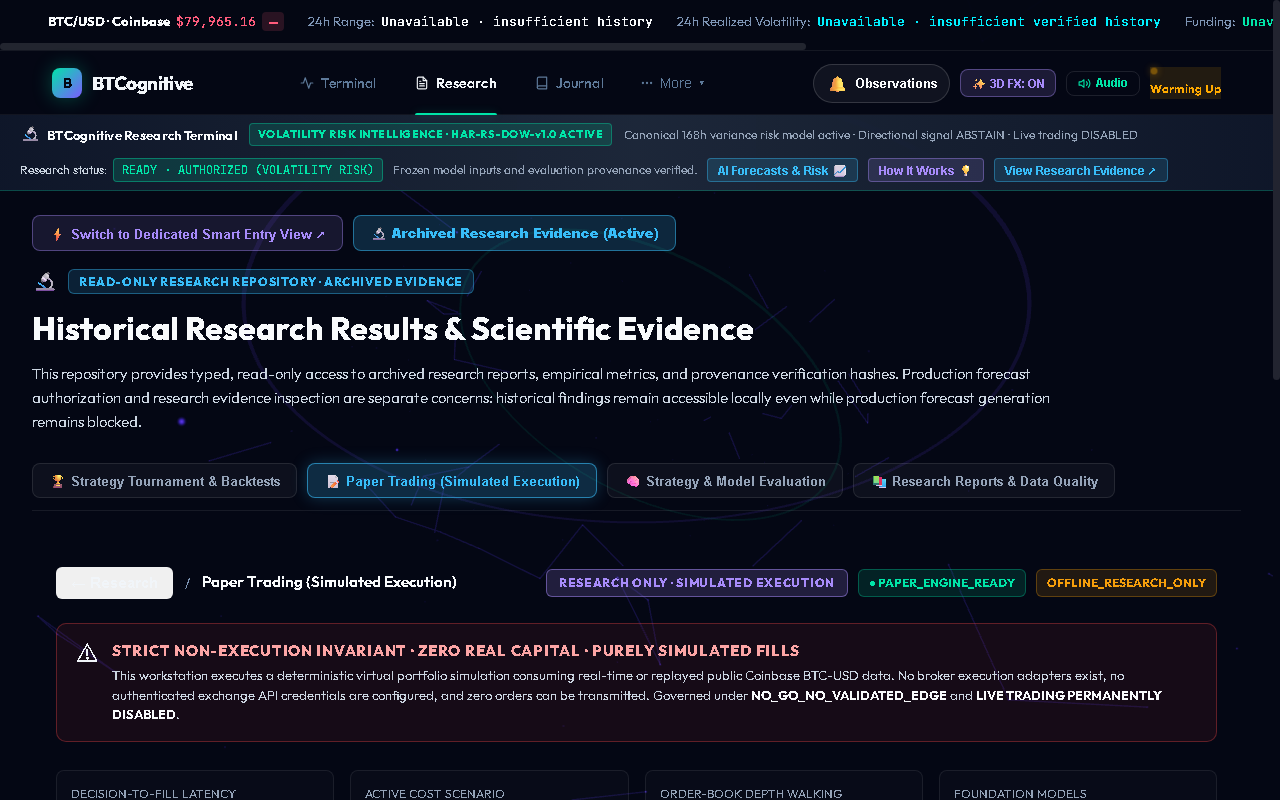 BTC/USD · Coinbase $79,965.16 — 24h Range: Unavailable · insufficient history 24h Realized Volatility: Unavailable · insufficient verified history Funding: Unav
B BTCognitive Terminal Research Journal ··· More ▾ 🔔 Observations ✨ 3D FX: ON Audio Warming Up
🔬 BTCognitive Research Terminal VOLATILITY RISK INTELLIGENCE · HAR-RS-DOW-v1.0 ACTIVE Canonical 168h variance risk model active · Directional signal ABSTAIN · Live trading DISABLED
Research status: READY · AUTHORIZED (VOLATILITY RISK) Frozen model inputs and evaluation provenance verified. AI Forecasts & Risk 📈 How It Works 💡 View Research Evidence ↗
⚡ Switch to Dedicated Smart Entry View ↗ 🔬 Archived Research Evidence (Active)
🔬 READ-ONLY RESEARCH REPOSITORY · ARCHIVED EVIDENCE
Historical Research Results & Scientific Evidence
This repository provides typed, read-only access to archived research reports, empirical metrics, and provenance verification hashes. Production forecast
authorization and research evidence inspection are separate concerns: historical findings remain accessible locally even while production forecast generation
remains blocked.
🏆 Strategy Tournament & Backtests 📝 Paper Trading (Simulated Execution) 🧠 Strategy & Model Evaluation 📚 Research Reports & Data Quality
/ Paper Trading (Simulated Execution) RESEARCH ONLY · SIMULATED EXECUTION ● PAPER_ENGINE_READY OFFLINE_RESEARCH_ONLY
⚠ STRICT NON-EXECUTION INVARIANT · ZERO REAL CAPITAL · PURELY SIMULATED FILLS
This workstation executes a deterministic virtual portfolio simulation consuming real-time or replayed public Coinbase BTC-USD data. No broker execution adapters exist, no
authenticated exchange API credentials are configured, and zero orders can be transmitted. Governed under NO_GO_NO_VALIDATED_EDGE and LIVE TRADING PERMANENTLY
DISABLED.
DECISION-TO-FILL LATENCY ACTIVE COST SCENARIO ORDER-BOOK DEPTH WALKING FOUNDATION MODELS